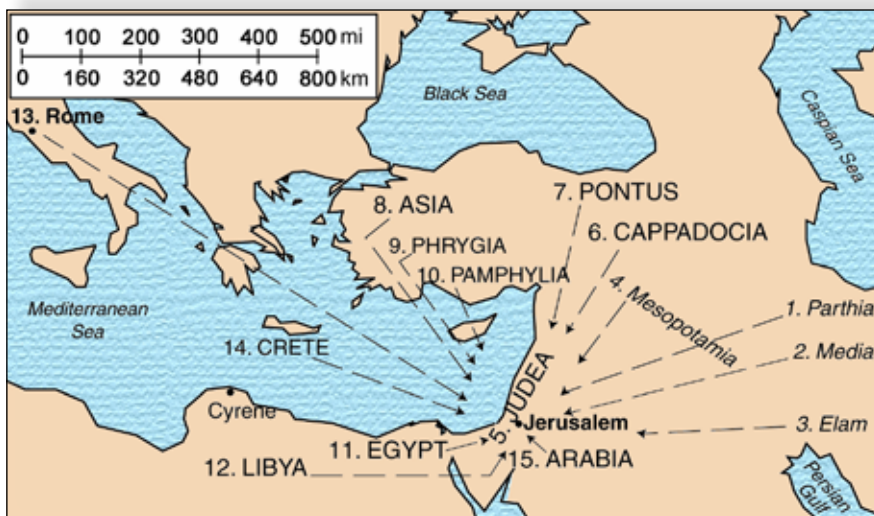 0 100 200 300 400 500 mi
0 160 320 480 640 800 km
13. Rome
Black Sea
Caspian Sea
8. ASIA
7. PONTUS
9. PHRYGIA
6. CAPPADOCIA
10. PAMPHYLIA
4. Mesopotamia
1. Parthia
Mediterranean
Sea
14. CRETE
2. Media
5. JUDEA
Cyrene
Jerusalem
3. Elam
11. EGYPT
12. LIBYA
15. ARABIA
Persian
Gulf